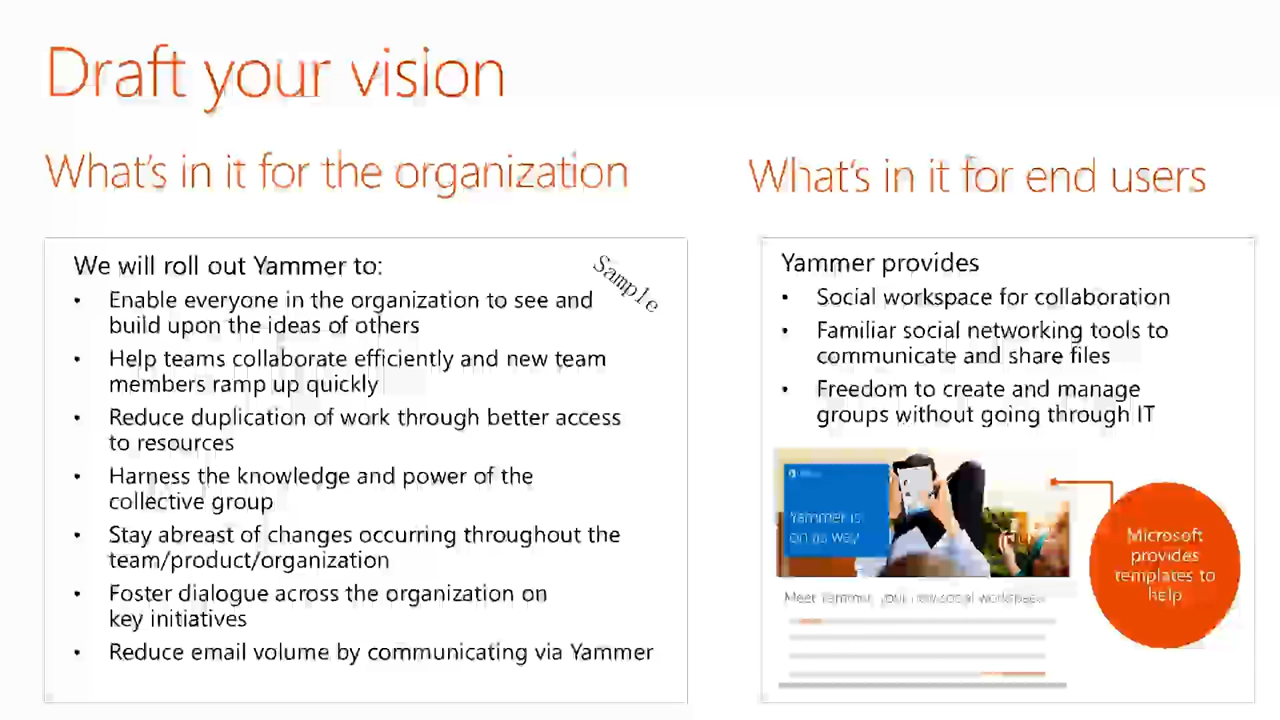 Draft your vision
What's in it for the organization
We will roll out Yammer to:
Sample
• Enable everyone in the organization to see and
build upon the ideas of others
• Help teams collaborate efficiently and new team
members ramp up quickly
• Reduce duplication of work through better access
to resources
• Harness the knowledge and power of the
collective group
• Stay abreast of changes occurring throughout the
team/product/organization
• Foster dialogue across the organization on
key initiatives
• Reduce email volume by communicating via Yammer
What's in it for end users
Yammer provides
• Social workspace for collaboration
• Familiar social networking tools to
communicate and share files
• Freedom to create and manage
groups without going through IT
Yammer is
on its way
Meet Yammer, your new social workspace
Microsoft
provides
templates to
help